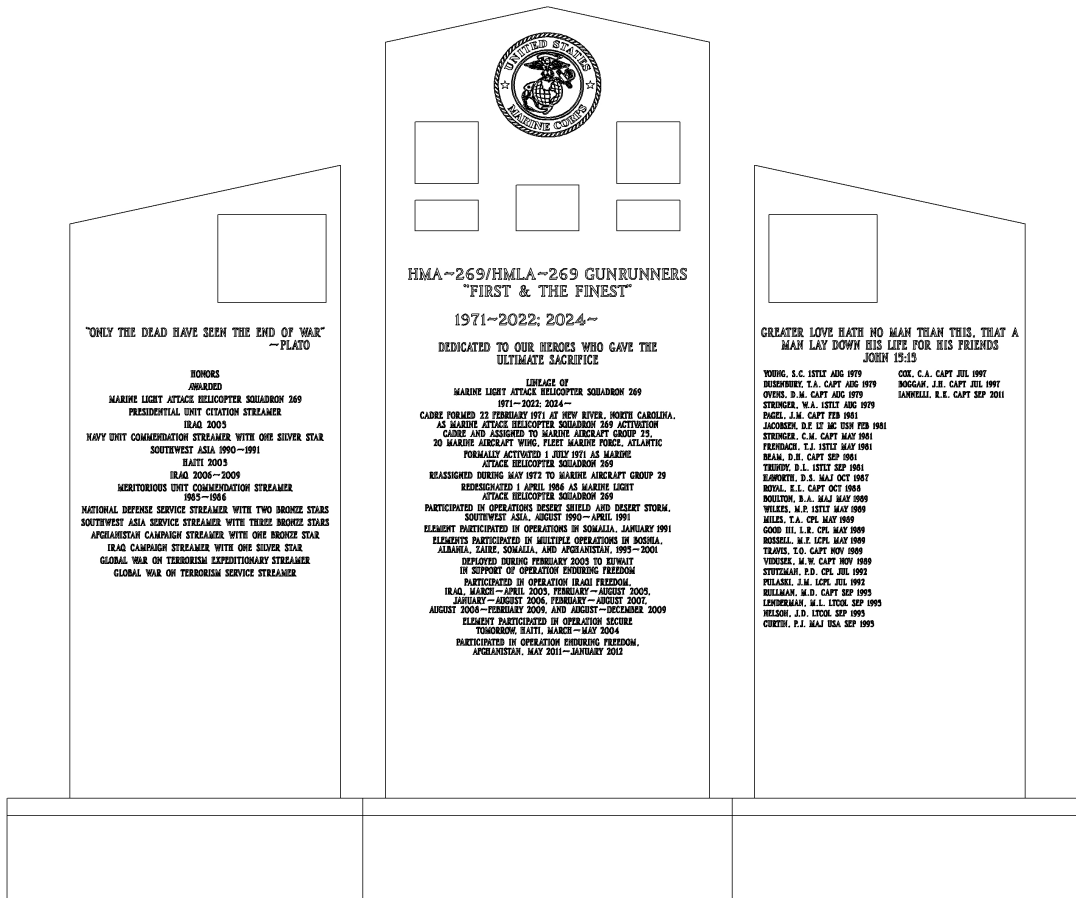 UNITED STATES
MARINE CORPS
HMA~269/HMLA~269 GUNRUNNERS
"FIRST & THE FINEST"
1971~2022; 2024~
DEDICATED TO OUR HEROES WHO GAVE THE
ULTIMATE SACRIFICE
LINEAGE OF
MARINE LIGHT ATTACK HELICOPTER SQUADRON 269
1971~2022; 2024~
CADRE FORMED 22 FEBRUARY 1971 AT NEW RIVER, NORTH CAROLINA,
AS MARINE ATTACK HELICOPTER SQUADRON 269 ACTIVATION
CADRE AND ASSIGNED TO MARINE AIRCRAFT GROUP 25,
20 MARINE AIRCRAFT WING, FLEET MARINE FORCE, ATLANTIC
FORMALLY ACTIVATED 1 JULY 1971 AS MARINE
ATTACK HELICOPTER SQUADRON 269
REASSIGNED DURING MAY 1972 TO MARINE AIRCRAFT GROUP 29
REDESIGNATED 1 APRIL 1986 AS MARINE LIGHT
ATTACK HELICOPTER SQUADRON 269
PARTICIPATED IN OPERATIONS DESERT SHIELD AND DESERT STORM,
SOUTHWEST ASIA, AUGUST 1990~APRIL 1991
ELEMENT PARTICIPATED IN OPERATIONS IN SOMALIA, JANUARY 1991
ELEMENTS PARTICIPATED IN MULTIPLE OPERATIONS IN BOSNIA,
ALBANIA, ZAIRE, SOMALIA, AND AFGHANISTAN, 1995~2001
DEPLOYED DURING FEBRUARY 2003 TO KUWAIT
IN SUPPORT OF OPERATION ENDURING FREEDOM
PARTICIPATED IN OPERATION IRAQI FREEDOM,
IRAQ, MARCH~APRIL 2003, FEBRUARY~AUGUST 2005,
JANUARY~AUGUST 2006, FEBRUARY~AUGUST 2007,
AUGUST 2008~FEBRUARY 2009, AND AUGUST~DECEMBER 2009
ELEMENT PARTICIPATED IN OPERATION SECURE
TOMORROW, HAITI, MARCH~MAY 2004
PARTICIPATED IN OPERATION ENDURING FREEDOM,
AFGHANISTAN, MAY 2011~JANUARY 2012
"ONLY THE DEAD HAVE SEEN THE END OF WAR"
~PLATO
HONORS
AWARDED
MARINE LIGHT ATTACK HELICOPTER SQUADRON 269
PRESIDENTIAL UNIT CITATION STREAMER
IRAQ 2003
NAVY UNIT COMMENDATION STREAMER WITH ONE SILVER STAR
SOUTHWEST ASIA 1990~1991
HAITI 2003
IRAQ 2006~2009
MERITORIOUS UNIT COMMENDATION STREAMER
1985~1986
NATIONAL DEFENSE SERVICE STREAMER WITH TWO BRONZE STARS
SOUTHWEST ASIA SERVICE STREAMER WITH THREE BRONZE STARS
AFGHANISTAN CAMPAIGN STREAMER WITH ONE BRONZE STAR
IRAQ CAMPAIGN STREAMER WITH ONE SILVER STAR
GLOBAL WAR ON TERRORISM EXPEDITIONARY STREAMER
GLOBAL WAR ON TERRORISM SERVICE STREAMER
GREATER LOVE HATH NO MAN THAN THIS, THAT A
MAN LAY DOWN HIS LIFE FOR HIS FRIENDS
JOHN 15:13
YOUNG, S.C. 1STLT AUG 1979
DUSENBURY, T.A. CAPT AUG 1979
OVENS, D.M. CAPT AUG 1979
STRINGER, W.A. 1STLT AUG 1979
PAGEL, J.M. CAPT FEB 1981
JACOBSEN, D.F. LT MC USN FEB 1981
STRINGER, C.M. CAPT MAY 1981
FRENDACH, T.J. 1STLT MAY 1981
BEAM, D.H. CAPT SEP 1981
TRUNDY, D.L. 1STLT SEP 1981
HAWORTH, D.S. MAJ OCT 1987
ROYAL, K.L. CAPT OCT 1988
BOULTON, B.A. MAJ MAY 1989
WILKES, M.P. 1STLT MAY 1989
MILES, T.A. CPL MAY 1989
GOOD III, L.R. CPL MAY 1989
ROSSELL, M.F. LCPL MAY 1989
TRAVIS, T.O. CAPT NOV 1989
VIDUSEK, M.W. CAPT NOV 1989
STUTZMAN, P.D. CPL JUL 1992
PULASKI, J.M. LCPL JUL 1992
RULLMAN, M.D. CAPT SEP 1993
LENDERMAN, M.L. LTCOL SEP 1993
NELSON, J.D. LTCOL SEP 1993
CURTIN, P.J. MAJ USA SEP 1993
COX, C.A. CAPT JUL 1997
BOGGAN, J.H. CAPT JUL 1997
IANNELLI, R.K. CAPT SEP 2011